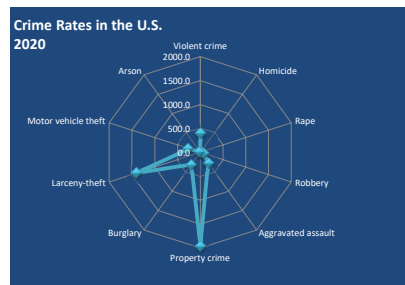 Crime Rates in the U.S.
2020
Violent crime
2000.0
Arson
Homicide
1500.0
1000.0
Motor vehicle theft
Rape
500.0
0.0
Larceny-theft
Robbery
Burglary
Aggravated assault
Property crime